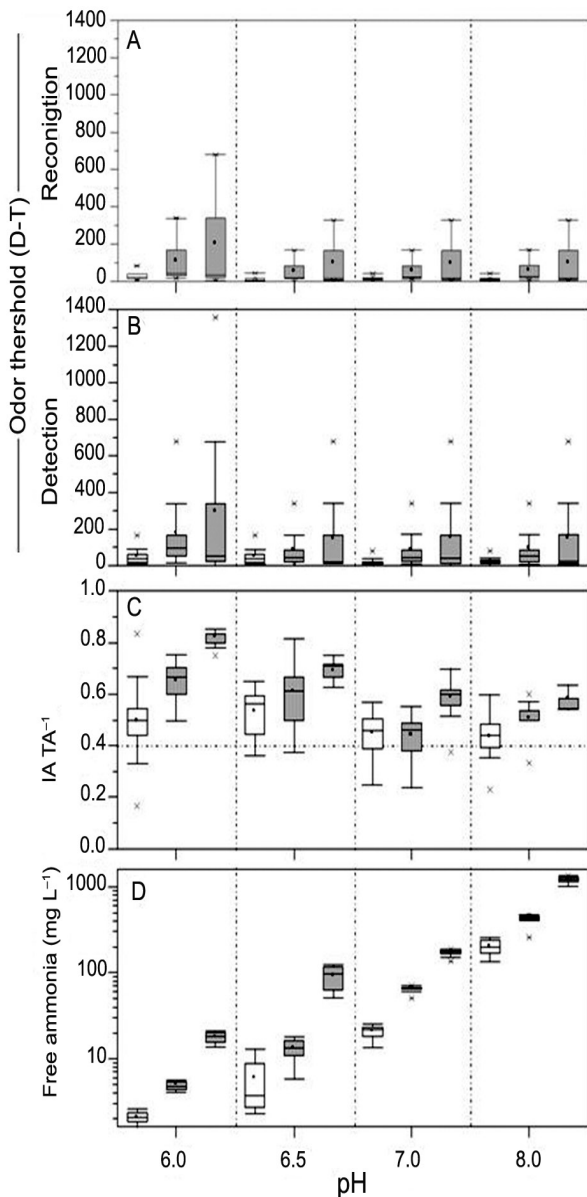 Odor thershold (D-T)
Reconigtion
A
1400
1200
1000
800
600
400
200
0
Detection
B
1400
1200
1000
800
600
400
200
0
IA TA⁻¹
C
1.0
0.8
0.6
0.4
0.2
0.0
Free ammonia (mg L⁻¹)
D
1000
100
10
6.0 6.5 7.0 8.0
pH